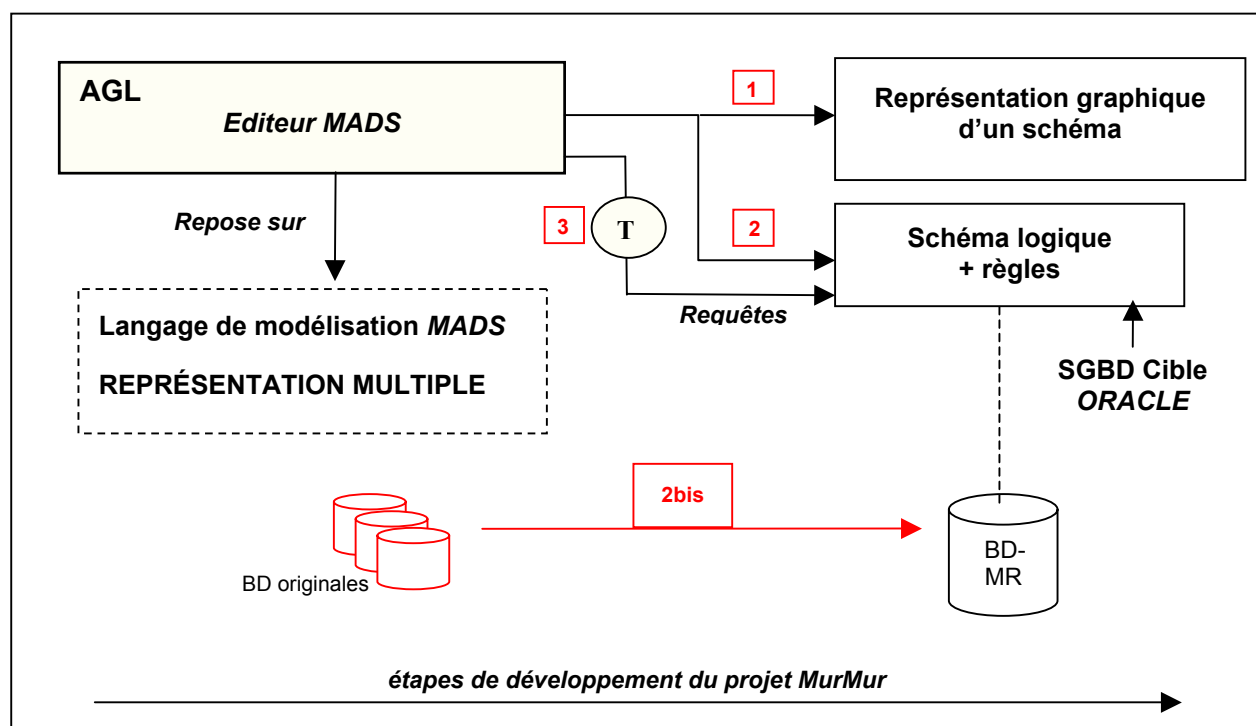 AGL
Editeur MADS
1
Représentation graphique
d'un schéma
Repose sur
3
T
2
Schéma logique
+ règles
Requêtes
Langage de modélisation MADS
REPRÉSENTATION MULTIPLE
SGBD Cible
ORACLE
2bis
BD originales
BD-
MR
étapes de développement du projet MurMur